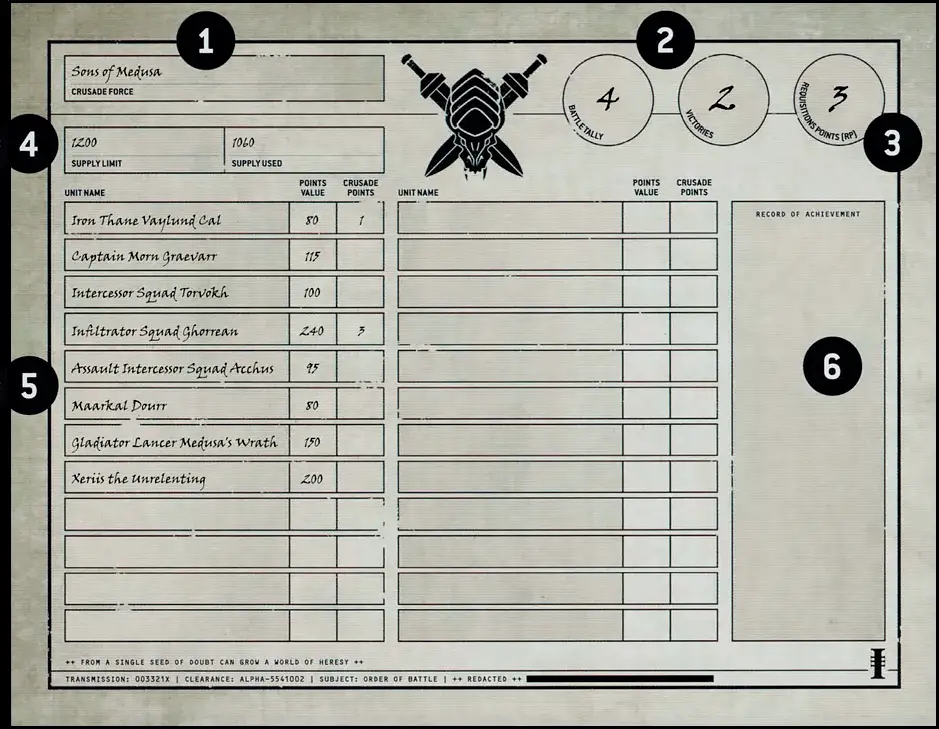 1
2
Sons of Medusa
CRUSADE FORCE
4
BATTLE TALLY
2
VICTORIES
3
REQUISITIONS POINTS (RP)
3
4
1200
SUPPLY LIMIT
1060
SUPPLY USED
UNIT NAME POINTS VALUE CRUSADE POINTS
UNIT NAME POINTS VALUE CRUSADE POINTS
Iron Thane Vaylund Cal 80 1
Captain Morn Graevarr 115
Intercessor Squad Torvokh 100
Infiltrator Squad Ghorrean 240 3
Assault Intercessor Squad Acchus 95
Maarkal Dourr 80
Gladiator Lancer Medusa's Wrath 150
Xeriis the Unrelenting 200
5
RECORD OF ACHIEVEMENT
6
++ FROM A SINGLE SEED OF DOUBT CAN GROW A WORLD OF HERESY ++
TRANSMISSION: 003321X | CLEARANCE: ALPHA-5541002 | SUBJECT: ORDER OF BATTLE | ++ REDACTED ++